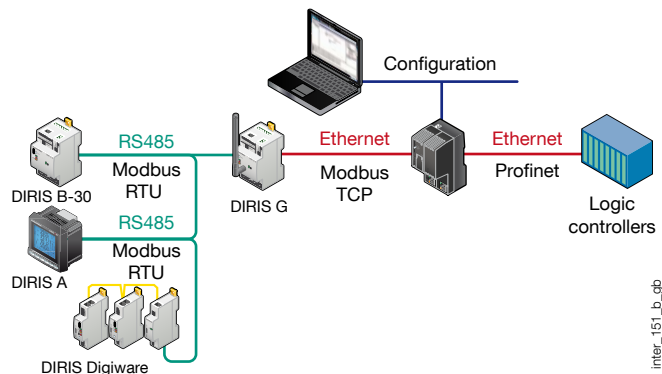 Configuration
RS485
Modbus
RTU
DIRIS B-30
DIRIS G
Ethernet
Modbus
TCP
Ethernet
Profinet
Logic
controllers
RS485
Modbus
RTU
DIRIS A
DIRIS Digiware
inter_151_b_gb